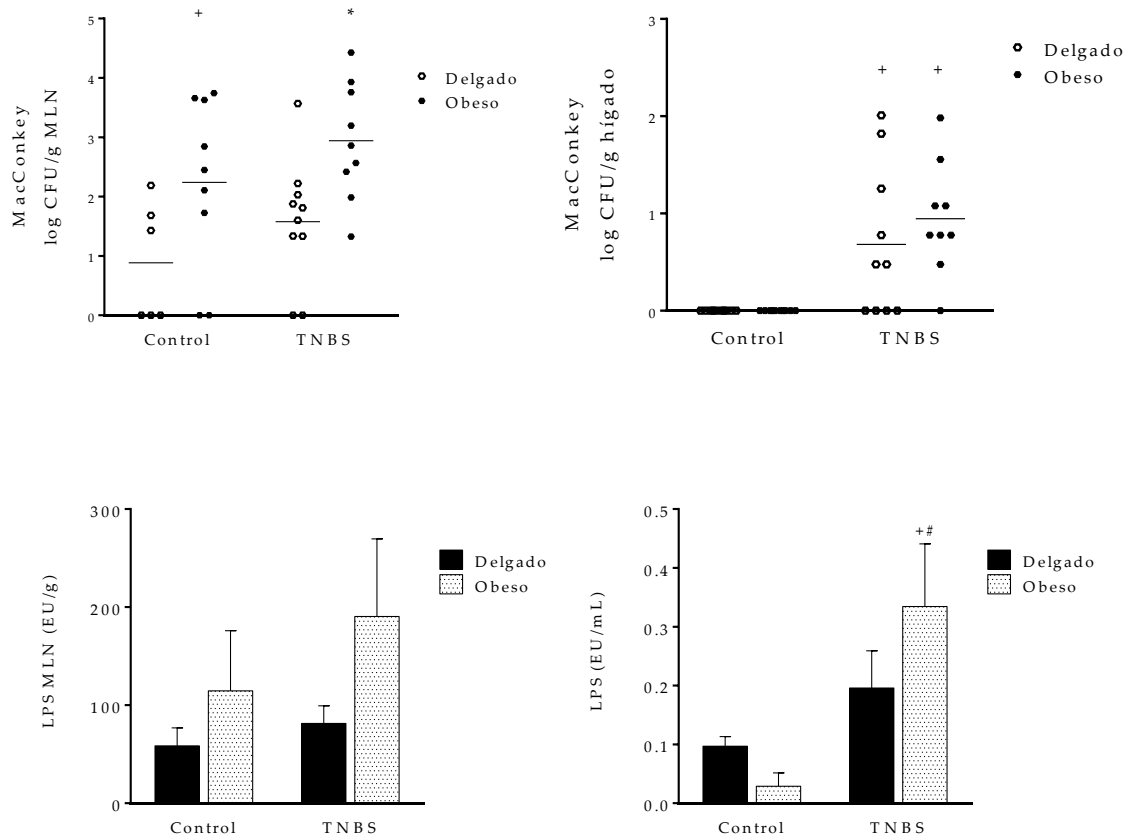 MacConkey
log CFU/g MLN
5
4
3
2
1
0
+
*
Delgado
Obeso
Control
TNBS
MacConkey
log CFU/g hígado
3
2
1
0
+
+
Delgado
Obeso
Control
TNBS
LPS MLN (EU/g)
300
200
100
0
Delgado
Obeso
Control
TNBS
LPS (EU/mL)
0.5
0.4
0.3
0.2
0.1
0.0
+#
Delgado
Obeso
Control
TNBS